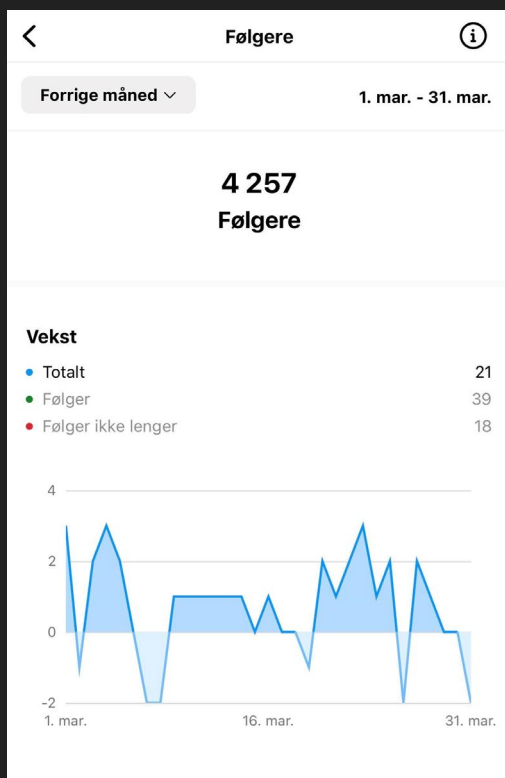 Følgere
Forrige måned
1. mar. - 31. mar.
4 257
Følgere
Vekst
Totalt 21
Følger 39
Følger ikke lenger 18
4
2
0
-2
1. mar. 16. mar. 31. mar.